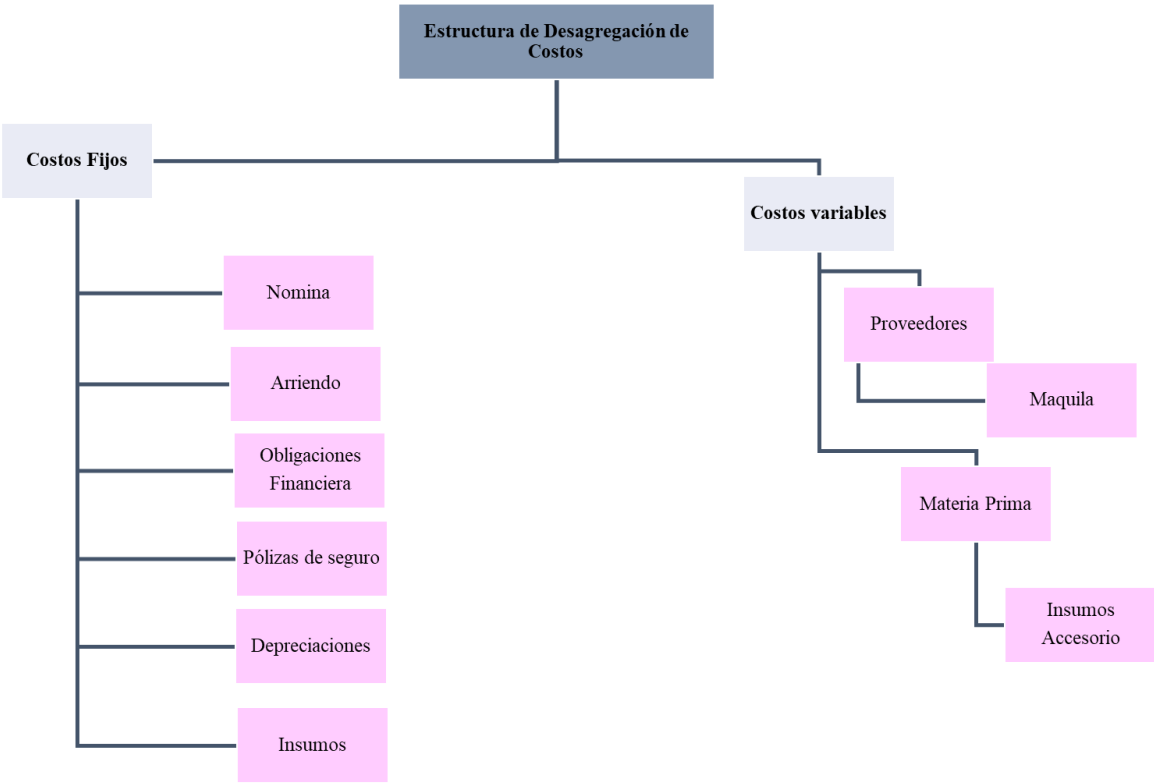 Estructura de Desagregación de
Costos
Costos Fijos
Nomina
Arriendo
Obligaciones
Financiera
Pólizas de seguro
Depreciaciones
Insumos
Costos variables
Proveedores
Maquila
Materia Prima
Insumos
Accesorio